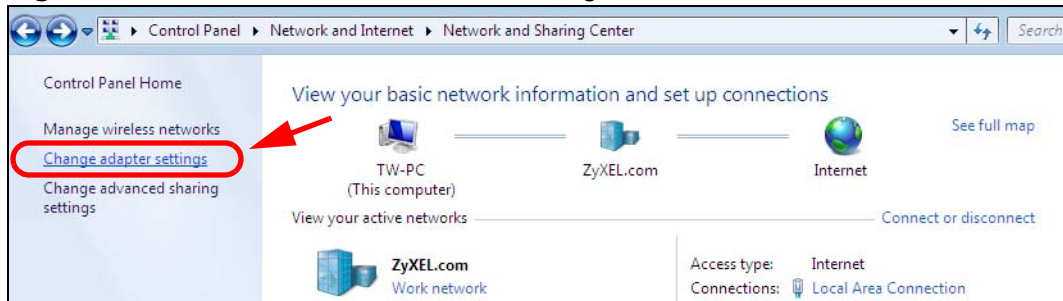 Control Panel ▸ Network and Internet ▸ Network and Sharing Center
Search
Control Panel Home
Manage wireless networks
Change adapter settings
Change advanced sharing
settings
View your basic network information and set up connections
See full map
TW-PC
(This computer)
ZyXEL.com
Internet
View your active networks
Connect or disconnect
ZyXEL.com
Work network
Access type: Internet
Connections: Local Area Connection